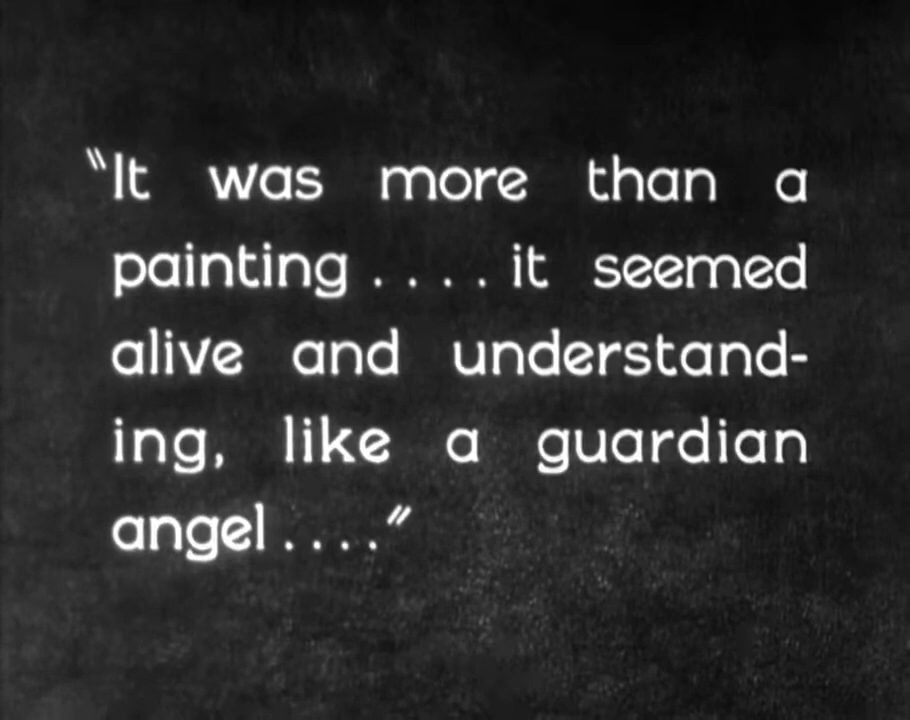 “It was more than a
painting .... it seemed
alive and understand-
ing, like a guardian
angel ....”